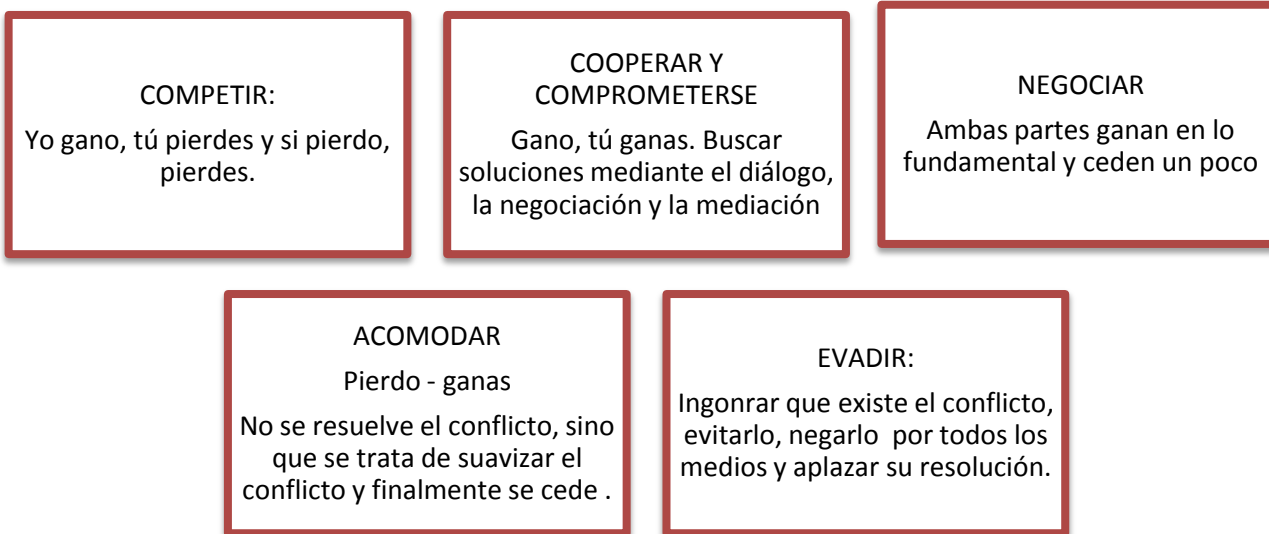 COMPETIR:
Yo gano, tú pierdes y si pierdo,
pierdes.
COOPERAR Y
COMPROMETERSE
Gano, tú ganas. Buscar
soluciones mediante el diálogo,
la negociación y la mediación
NEGOCIAR
Ambas partes ganan en lo
fundamental y ceden un poco
ACOMODAR
Pierdo - ganas
No se resuelve el conflicto, sino
que se trata de suavizar el
conflicto y finalmente se cede .
EVADIR:
Ingonrar que existe el conflicto,
evitarlo, negarlo  por todos los
medios y aplazar su resolución.